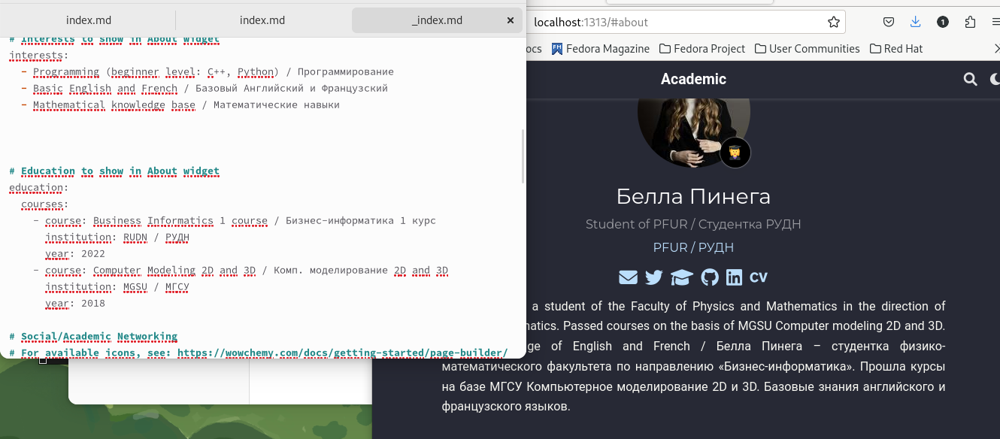 index.md
index.md
_index.md
# Interests to show in About widget
interests:
- Programming (beginner level: C++, Python) / Программирование
- Basic English and French / Базовый Английский и Французский
- Mathematical knowledge base / Математические навыки
# Education to show in About widget
education:
courses:
- course: Business Informatics 1 course / Бизнес-информатика 1 курс
institution: RUDN / РУДН
year: 2022
- course: Computer Modeling 2D and 3D / Комп. моделирование 2D and 3D
institution: MGSU / МГСУ
year: 2018
# Social/Academic Networking
# For available icons, see: https://wowchemy.com/docs/getting-started/page-builder/
localhost:1313/#about
1
ocs
Fedora Magazine
Fedora Project
User Communities
Red Hat
Academic
Белла Пинега
Student of PFUR / Студентка РУДН
PFUR / РУДН
CV
a student of the Faculty of Physics and Mathematics in the direction of
natics. Passed courses on the basis of MGSU Computer modeling 2D and 3D.
ge of English and French / Белла Пинега – студентка физико-
математического факультета по направлению «Бизнес-информатика». Прошла курсы
на базе МГСУ Компьютерное моделирование 2D и 3D. Базовые знания английского и
французского языков.